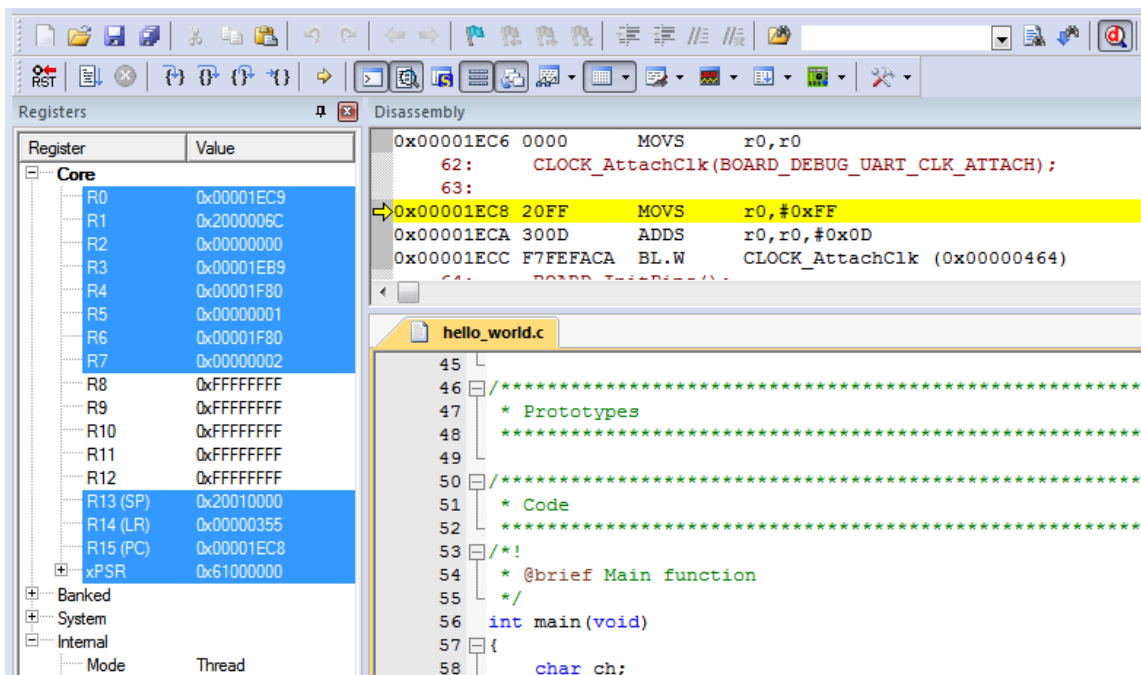 RST
Registers
Register Value
Core
R0 0x00001EC9
R1 0x2000006C
R2 0x00000000
R3 0x00001EB9
R4 0x00001F80
R5 0x00000001
R6 0x00001F80
R7 0x00000002
R8 0xFFFFFFFF
R9 0xFFFFFFFF
R10 0xFFFFFFFF
R11 0xFFFFFFFF
R12 0xFFFFFFFF
R13 (SP) 0x20010000
R14 (LR) 0x00000355
R15 (PC) 0x00001EC8
xPSR 0x61000000
Banked
System
Internal
Mode Thread
Disassembly
0x00001EC6 0000 MOVS r0,r0
62: CLOCK_AttachClk(BOARD_DEBUG_UART_CLK_ATTACH);
63:
0x00001EC8 20FF MOVS r0,#0xFF
0x00001ECA 300D ADDS r0,r0,#0x0D
0x00001ECC F7FEFACA BL.W CLOCK_AttachClk (0x00000464)
hello_world.c
45
46 /*******************************************************
47 * Prototypes
48 *******************************************************
49
50 /*******************************************************
51 * Code
52 *******************************************************
53 /*!
54 * @brief Main function
55 */
56 int main(void)
57 {
58 char ch;